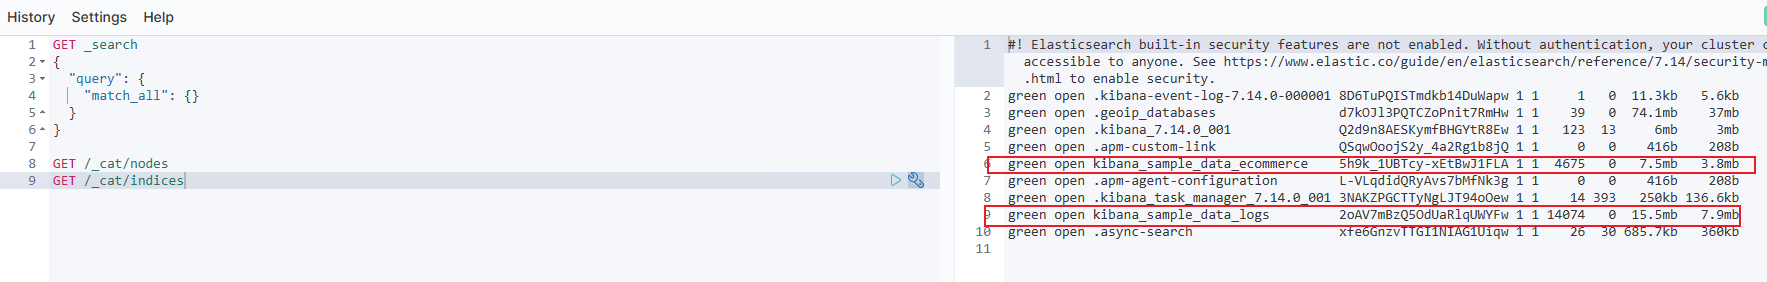 History Settings Help
1 GET _search
2 {
3 "query": {
4 "match_all": {}
5 }
6 }
7
8 GET /_cat/nodes
9 GET /_cat/indices
1 #! Elasticsearch built-in security features are not enabled. Without authentication, your cluster
accessible to anyone. See https://www.elastic.co/guide/en/elasticsearch/reference/7.14/security-
.html to enable security.
2 green open .kibana-event-log-7.14.0-000001 8D6TuPQISTmdkb14DuWapw 1 1 1 0 11.3kb 5.6kb
3 green open .geoip_databases d7kOJl3PQTCZoPnit7RmHw 1 1 39 0 74.1mb 37mb
4 green open .kibana_7.14.0_001 Q2d9n8AESKymfBHGYtR8Ew 1 1 123 13 6mb 3mb
5 green open .apm-custom-link QSqwOoojS2y_4a2Rg1b8jQ 1 1 0 0 416b 208b
6 green open kibana_sample_data_ecommerce 5h9k_1UBTcy-xEtBwJ1FLA 1 1 4675 0 7.5mb 3.8mb
7 green open .apm-agent-configuration L-VLqdidQRyAvs7bMfNk3g 1 1 0 0 416b 208b
8 green open .kibana_task_manager_7.14.0_001 3NAKZPGCTTyNgLJT94oOew 1 1 14 393 250kb 136.6kb
9 green open kibana_sample_data_logs 2oAV7mBzQ5OdUaRlqUWYFw 1 1 14074 0 15.5mb 7.9mb
10 green open .async-search xfe6GnzvTTGI1NIAG1Uiqw 1 1 26 30 685.7kb 360kb
11